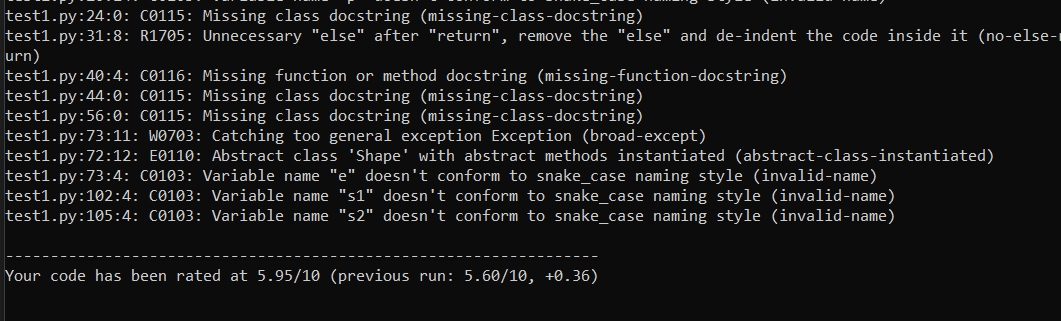 test1.py:24:0: C0115: Missing class docstring (missing-class-docstring)
test1.py:31:8: R1705: Unnecessary "else" after "return", remove the "else" and de-indent the code inside it (no-else-r
urn)
test1.py:40:4: C0116: Missing function or method docstring (missing-function-docstring)
test1.py:44:0: C0115: Missing class docstring (missing-class-docstring)
test1.py:56:0: C0115: Missing class docstring (missing-class-docstring)
test1.py:73:11: W0703: Catching too general exception Exception (broad-except)
test1.py:72:12: E0110: Abstract class 'Shape' with abstract methods instantiated (abstract-class-instantiated)
test1.py:73:4: C0103: Variable name "e" doesn't conform to snake_case naming style (invalid-name)
test1.py:102:4: C0103: Variable name "s1" doesn't conform to snake_case naming style (invalid-name)
test1.py:105:4: C0103: Variable name "s2" doesn't conform to snake_case naming style (invalid-name)
------------------------------------------------------------------
Your code has been rated at 5.95/10 (previous run: 5.60/10, +0.36)